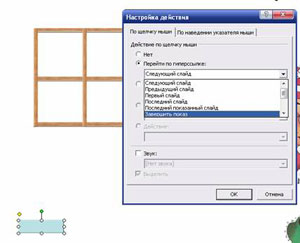 Настройка действия
По щелчку мыши
По наведении указателя мыши
Действие по щелчку мыши
Нет
Перейти по гиперссылке:
Следующий слайд
Следующий слайд
Предыдущий слайд
Первый слайд
Последний слайд
Последний показанный слайд
Завершить показ
Действие:
Звук:
[Нет звука]
Выделить
ОК
Отмена